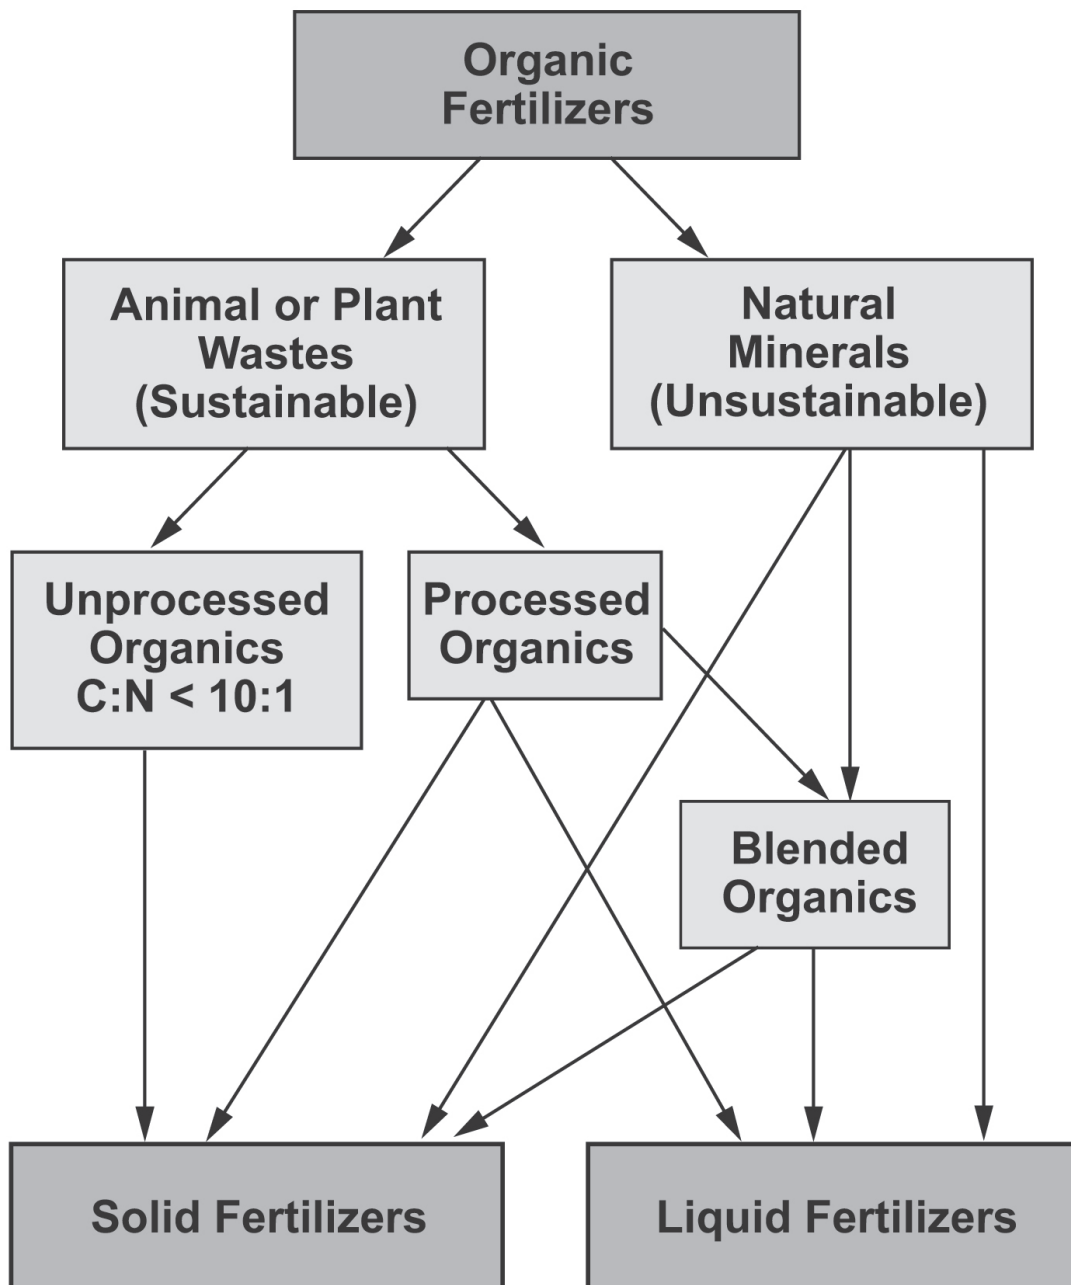 Organic
Fertilizers
Animal or Plant
Wastes
(Sustainable)
Natural
Minerals
(Unsustainable)
Unprocessed
Organics
C:N < 10:1
Processed
Organics
Blended
Organics
Solid Fertilizers
Liquid Fertilizers